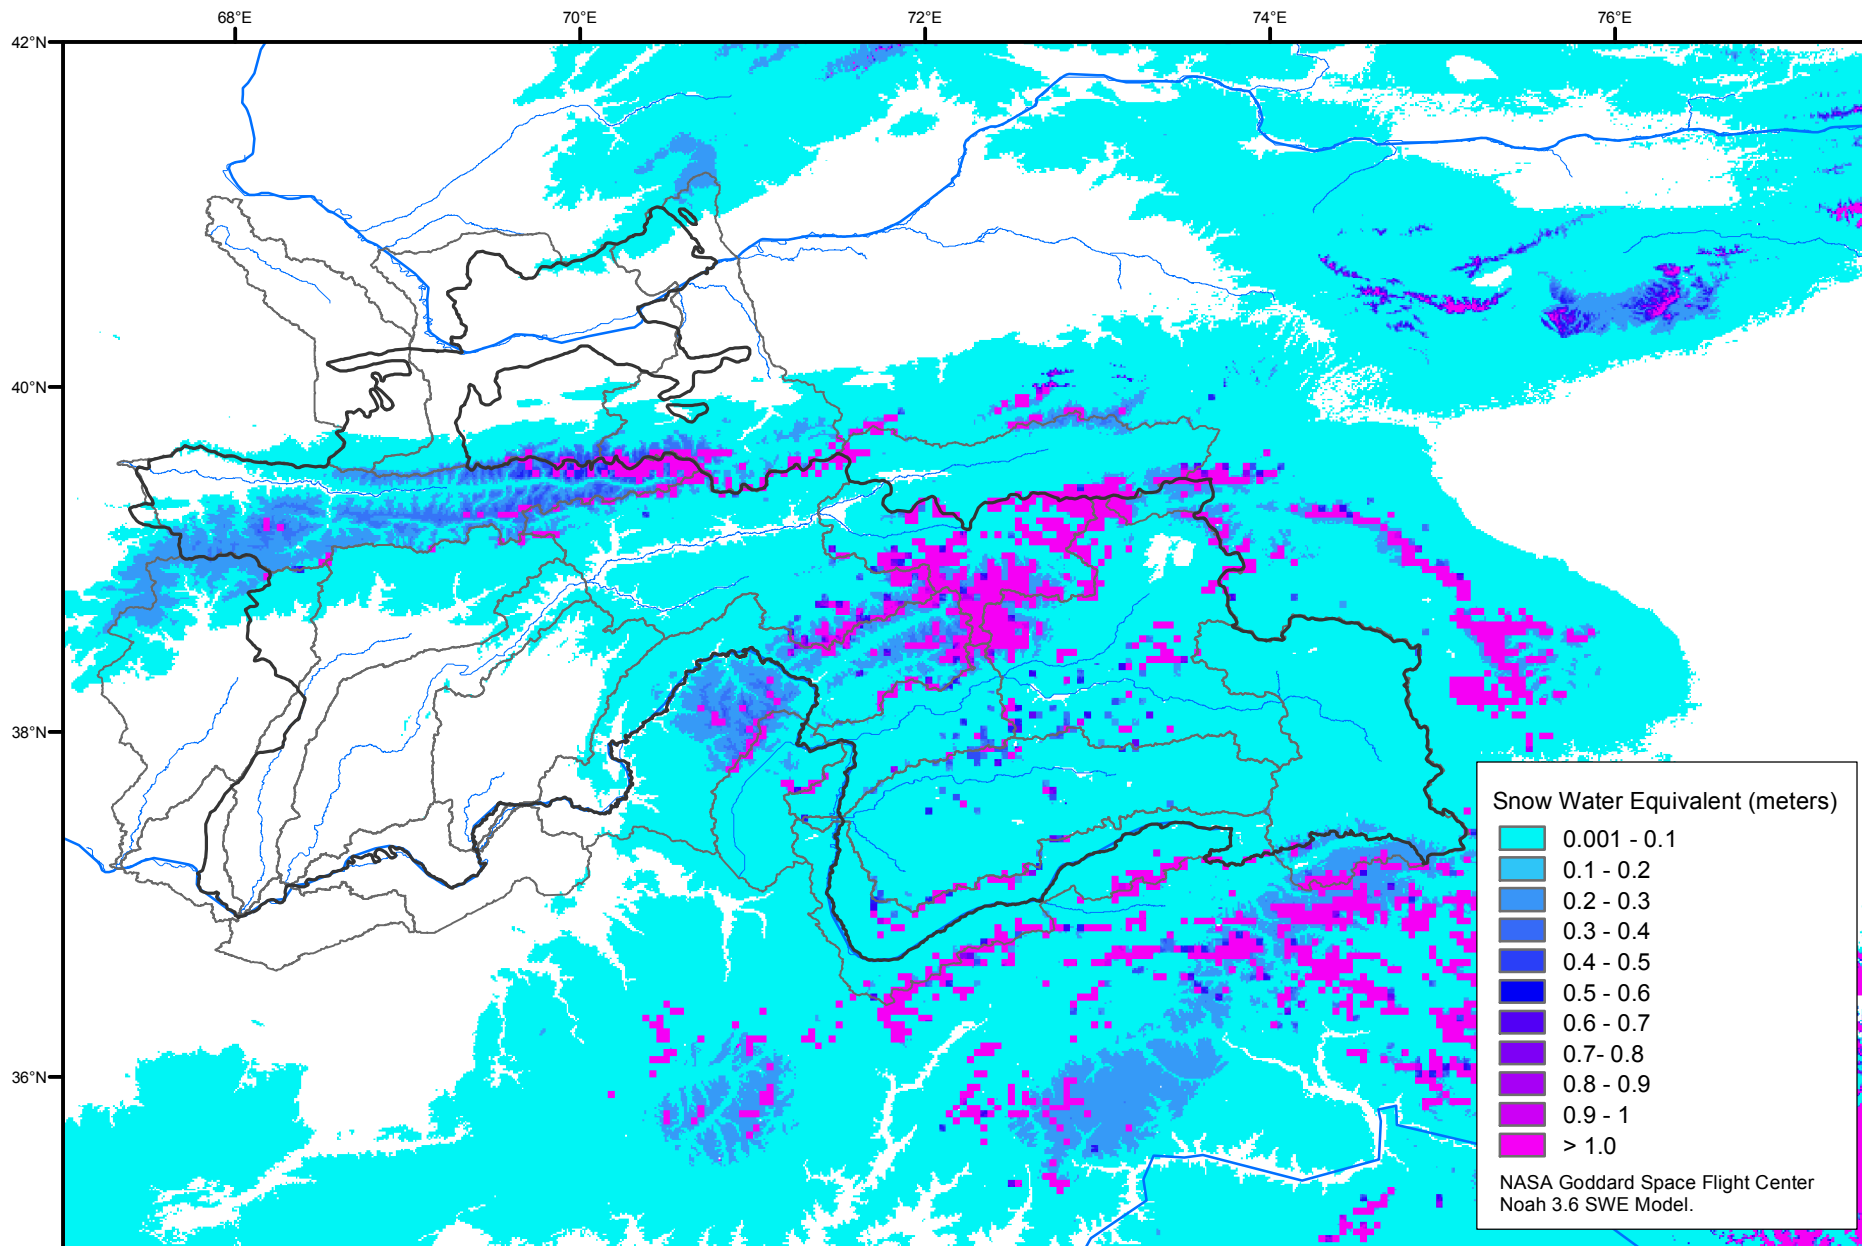 68°E 70°E 72°E 74°E 76°E
42°N
40°N
38°N
36°N
Snow Water Equivalent (meters)
0.001 - 0.1
0.1 - 0.2
0.2 - 0.3
0.3 - 0.4
0.4 - 0.5
0.5 - 0.6
0.6 - 0.7
0.7- 0.8
0.8 - 0.9
0.9 - 1
> 1.0
NASA Goddard Space Flight Center
Noah 3.6 SWE Model.